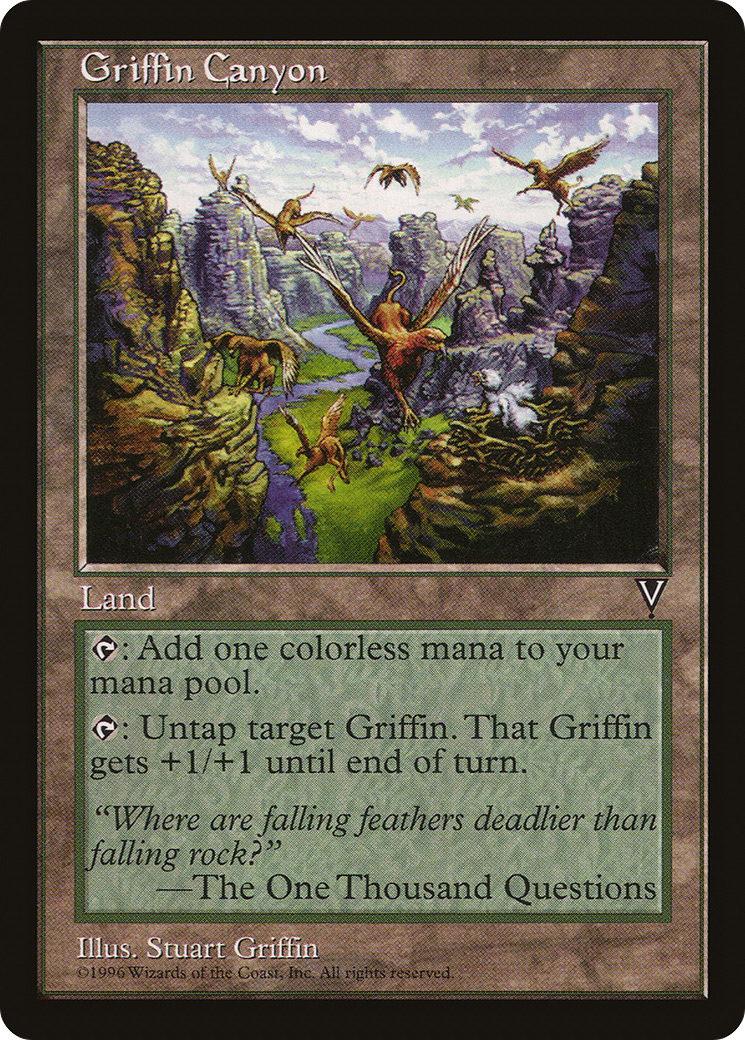 Griffin Canyon
Land
V
: Add one colorless mana to your
mana pool.
: Untap target Griffin. That Griffin
gets +1/+1 until end of turn.
“Where are falling feathers deadlier than
falling rock?”
—The One Thousand Questions
Illus. Stuart Griffin
©1996 Wizards of the Coast, Inc. All rights reserved.